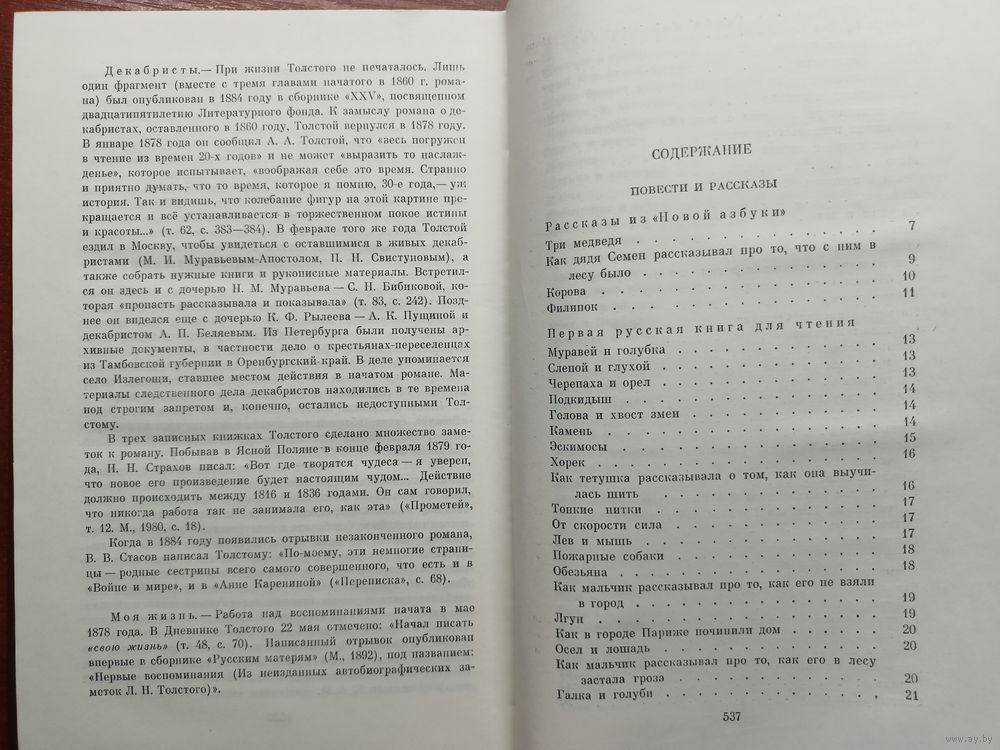 Декабристы.— При жизни Толстого не печаталось. Лишь
один фрагмент (вместе с тремя главами начатого в 1860 г. рома-
на) был опубликован в 1884 году в сборнике «XXV», посвященном
двадцатипятилетию Литературного фонда. К замыслу романа о де-
кабристах, оставленного в 1860 году, Толстой вернулся в 1878 году.
В январе 1878 года он сообщил А. А. Толстой, что «весь погружен
в чтение из времен 20-х годов» и не может «выразить то наслаж-
денье», которое испытывает, «воображая себе это время. Странно
и приятно думать, что то время, которое я помню, 30-е года,— уж
история. Так и видишь, что колебание фигур на этой картине пре-
кращается и всё устанавливается в торжественном покое истины
и красоты...» (т. 62, с. 383—384). В феврале того же года Толстой
ездил в Москву, чтобы увидеться с оставшимися в живых декаб-
ристами (М. И. Муравьевым-Апостолом, П. Н. Свистуновым), а
также собрать нужные книги и рукописные материалы. Встретил-
ся он здесь и с дочерью Н. М. Муравьева — С. Н. Бибиковой, ко-
торая «пропасть рассказывала и показывала» (т. 83, с. 242). Позд-
нее он виделся еще с дочерью К. Ф. Рылеева — А. К. Пущиной и
декабристом А. П. Беляевым. Из Петербурга были получены ар-
хивные документы, в частности дело о крестьянах-переселенцах
из Тамбовской губернии в Оренбургский край. В деле упоминается
село Излегощи, ставшее местом действия в начатом романе. Ма-
териалы следственного дела декабристов находились в те времена
под строгим запретом и, конечно, остались недоступными Тол-
стому.
В трех записных книжках Толстого сделано множество заме-
ток к роману. Побывав в Ясной Поляне в конце февраля 1879 го-
да, Н. Н. Страхов писал: «Вот где творятся чудеса — я уверен,
что новое его произведение будет настоящим чудом... Действие
должно происходить между 1816 и 1836 годами. Он сам говорил,
что никогда работа так не занимала его, как эта» («Прометей»,
т. 12. М., 1980, с. 18).
Когда в 1884 году появились отрывки незаконченного романа,
В. В. Стасов написал Толстому: «По-моему, эти немногие страни-
цы — родные сестрицы всего самого совершенного, что есть и в
«Войне и мире», и в «Анне Карениной» («Переписка», с. 68).
Моя жизнь. — Работа над воспоминаниями начата в мае
1878 года. В Дневнике Толстого 22 мая отмечено: «Начал писать
«свою жизнь» (т. 48, с. 70). Написанный отрывок опубликован
впервые в сборнике «Русским матерям» (М., 1892), под названием:
«Первые воспоминания (Из неизданных автобиографических за-
меток Л. Н. Толстого)».
СОДЕРЖАНИЕ
ПОВЕСТИ И РАССКАЗЫ
Рассказы из «Новой азбуки»
Три медведя . . . . . . . . . . . . 7
Как дядя Семен рассказывал про то, что с ним в
лесу было . . . . . . . . . . . . 9
Корова . . . . . . . . . . . . 10
Филипок . . . . . . . . . . . . 11
Первая русская книга для чтения
Муравей и голубка . . . . . . . . . . 13
Слепой и глухой . . . . . . . . . . 13
Черепаха и орел . . . . . . . . . . 13
Подкидыш . . . . . . . . . . . . 14
Голова и хвост змеи . . . . . . . . . . 14
Камень . . . . . . . . . . . . 14
Эскимосы . . . . . . . . . . . . 15
Хорек . . . . . . . . . . . . 16
Как тетушка рассказывала о том, как она выучи-
лась шить . . . . . . . . . . . . 16
Тонкие нитки . . . . . . . . . . . . 17
От скорости сила . . . . . . . . . . 17
Лев и мышь . . . . . . . . . . . . 17
Пожарные собаки . . . . . . . . . . 18
Обезьяна . . . . . . . . . . . . 18
Как мальчик рассказывал про то, как его не взяли
в город . . . . . . . . . . . . 19
Лгун . . . . . . . . . . . . 19
Как в городе Париже починили дом . . . . . . 20
Осел и лошадь . . . . . . . . . . 20
Как мальчик рассказывал про то, как его в лесу
застала гроза . . . . . . . . . . 20
Галка и голуби . . . . . . . . . . 21
537
www.ay.by